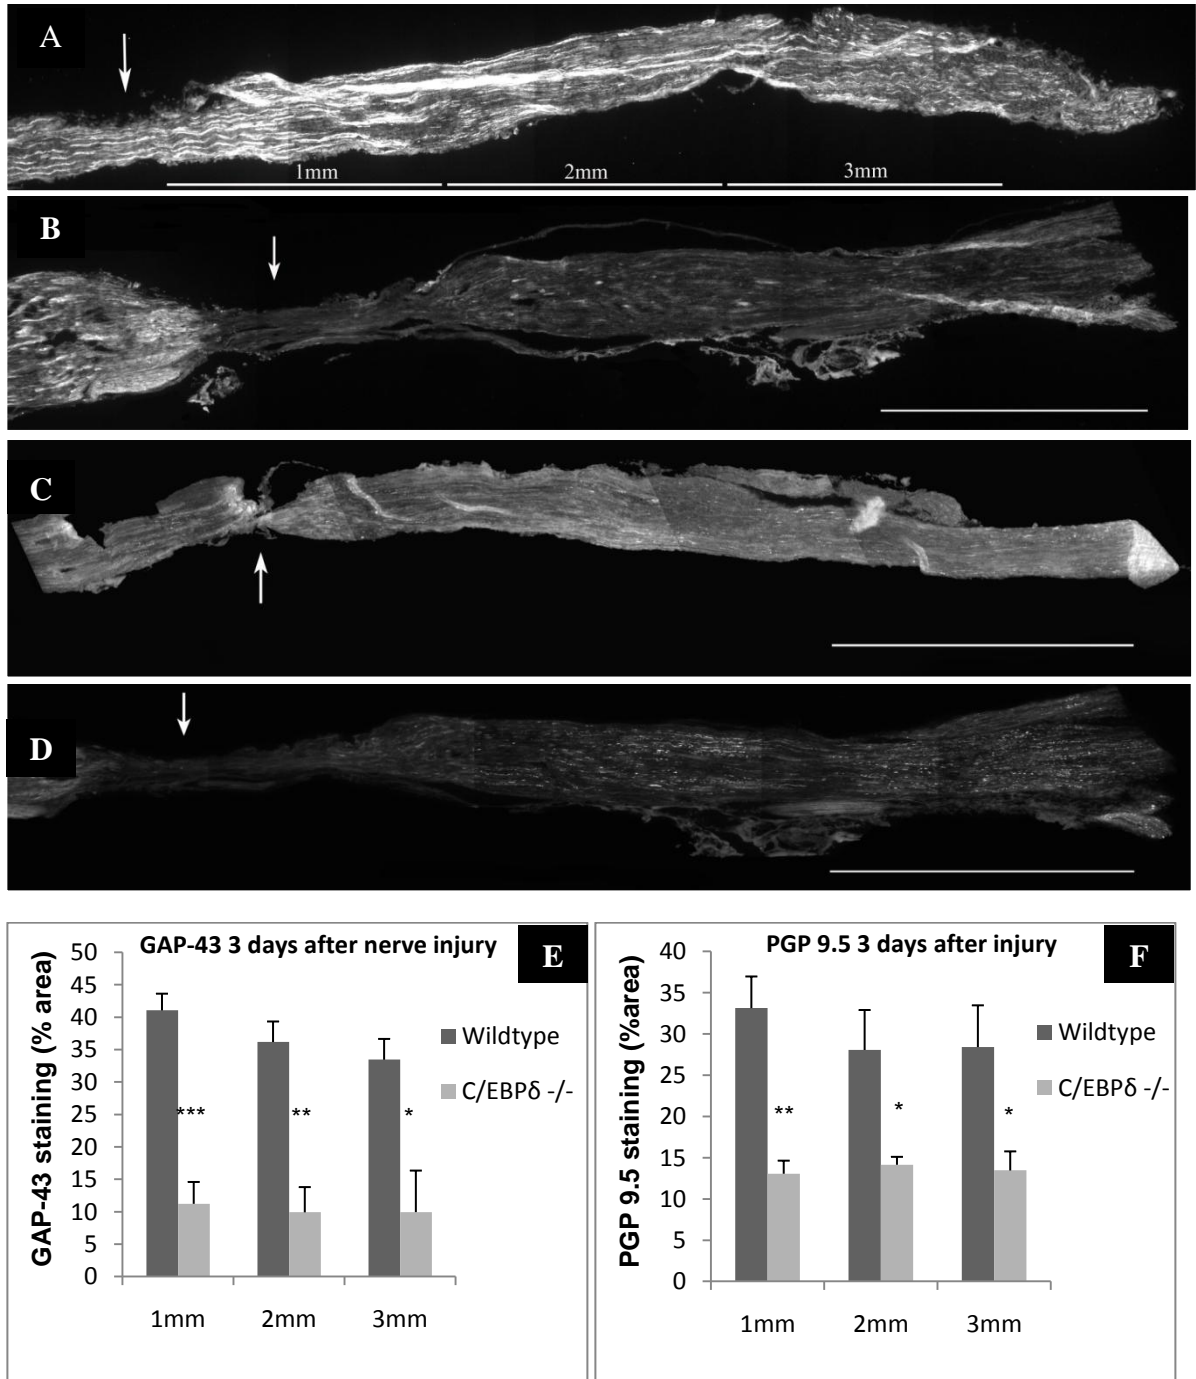 A
1mm 2mm 3mm
B
C
D
GAP-43 3 days after nerve injury
E
GAP-43 staining (% area)
50
45
40
35
30
25
20
15
10
5
0
*** ** *
Wildtype
C/EBPδ -/-
1mm 2mm 3mm
PGP 9.5 3 days after injury
F
PGP 9.5 staining (%area)
40
35
30
25
20
15
10
5
0
** * *
Wildtype
C/EBPδ -/-
1mm 2mm 3mm